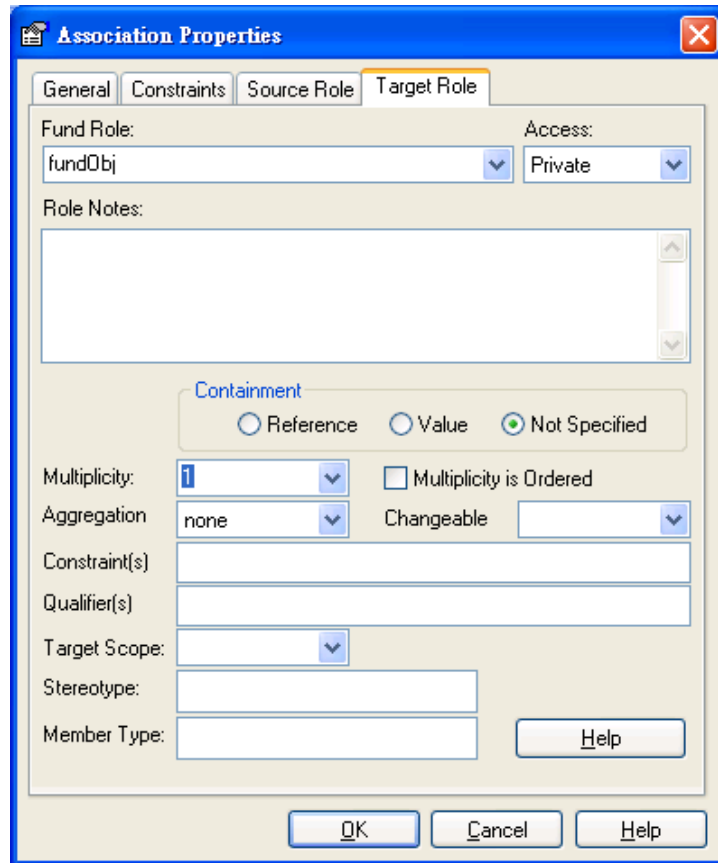 Association Properties
General Constraints Source Role Target Role
Fund Role: Access:
fundObj Private
Role Notes:
Containment
Reference Value Not Specified
Multiplicity: 1 Multiplicity is Ordered
Aggregation none Changeable
Constraint(s)
Qualifier(s)
Target Scope:
Stereotype:
Member Type: Help
OK Cancel Help